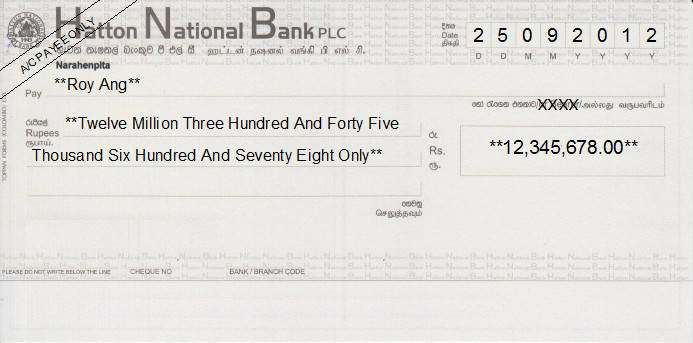 A/C PAYEE ONLY
Hatton National Bank PLC
හැටන් නැෂනල් බෑංකුව පී එල් සී ஹட்டன் நஷனல் வங்கி பி எல் சி.
Narahenpita
දිනය
Date
திகதி
2 5 0 9 2 0 1 2
D D M M Y Y Y Y
Pay **Roy Ang**
හෝ රැගෙන එනතාට XXXX /அல்லது வருபவரிடம்
රුපියල්
Rupees **Twelve Million Three Hundred And Forty Five
ரூபாய்.
Thousand Six Hundred And Seventy Eight Only**
රු.
Rs. **12,345,678.00**
ரூ.
ගෙවනු
செலுத்தவும்
PLEASE DO NOT WRITE BELOW THE LINE CHEQUE NO BANK / BRANCH CODE